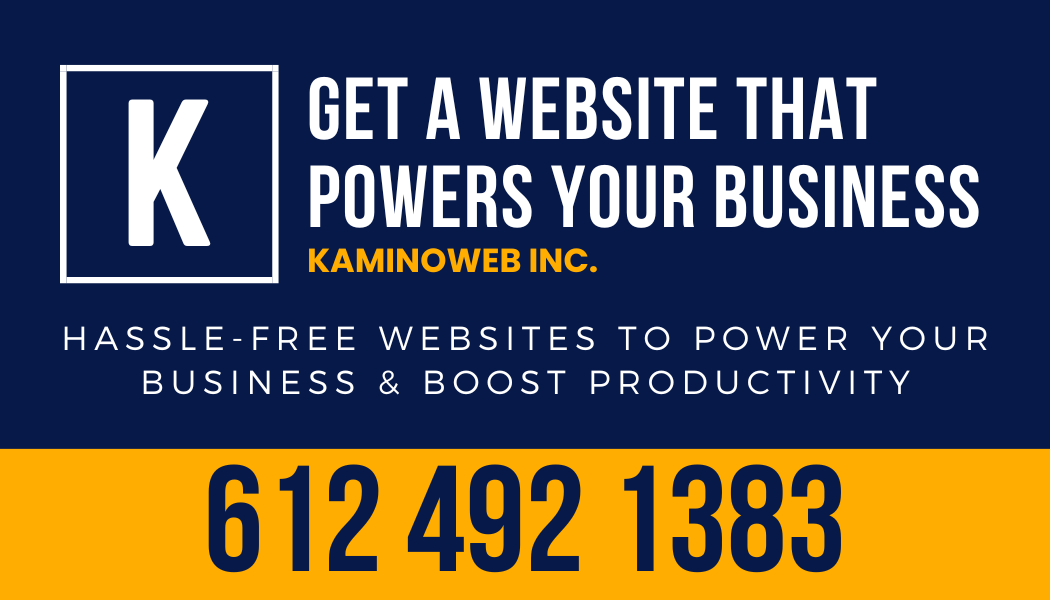 K
GET A WEBSITE THAT
POWERS YOUR BUSINESS
KAMINOWEB INC.
HASSLE-FREE WEBSITES TO POWER YOUR
BUSINESS & BOOST PRODUCTIVITY
612 492 1383